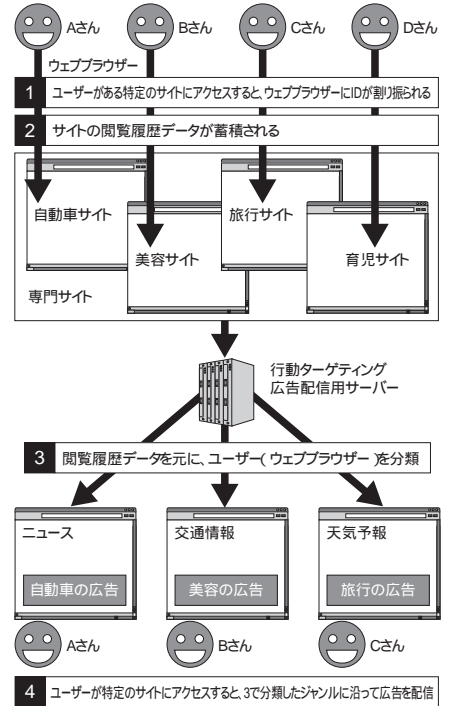 Aさん
Bさん
Cさん
Dさん
ウェブブラウザー
1 ユーザーがある特定のサイトにアクセスすると、ウェブブラウザーにIDが割り振られる
2 サイトの閲覧履歴データが蓄積される
自動車サイト
旅行サイト
美容サイト
育児サイト
専門サイト
行動ターゲティング
広告配信用サーバー
3 閲覧履歴データを元に、ユーザー(ウェブブラウザー)を分類
ニュース
交通情報
天気予報
自動車の広告
美容の広告
旅行の広告
Aさん
Bさん
Cさん
4 ユーザーが特定のサイトにアクセスすると、3で分類したジャンルに沿って広告を配信